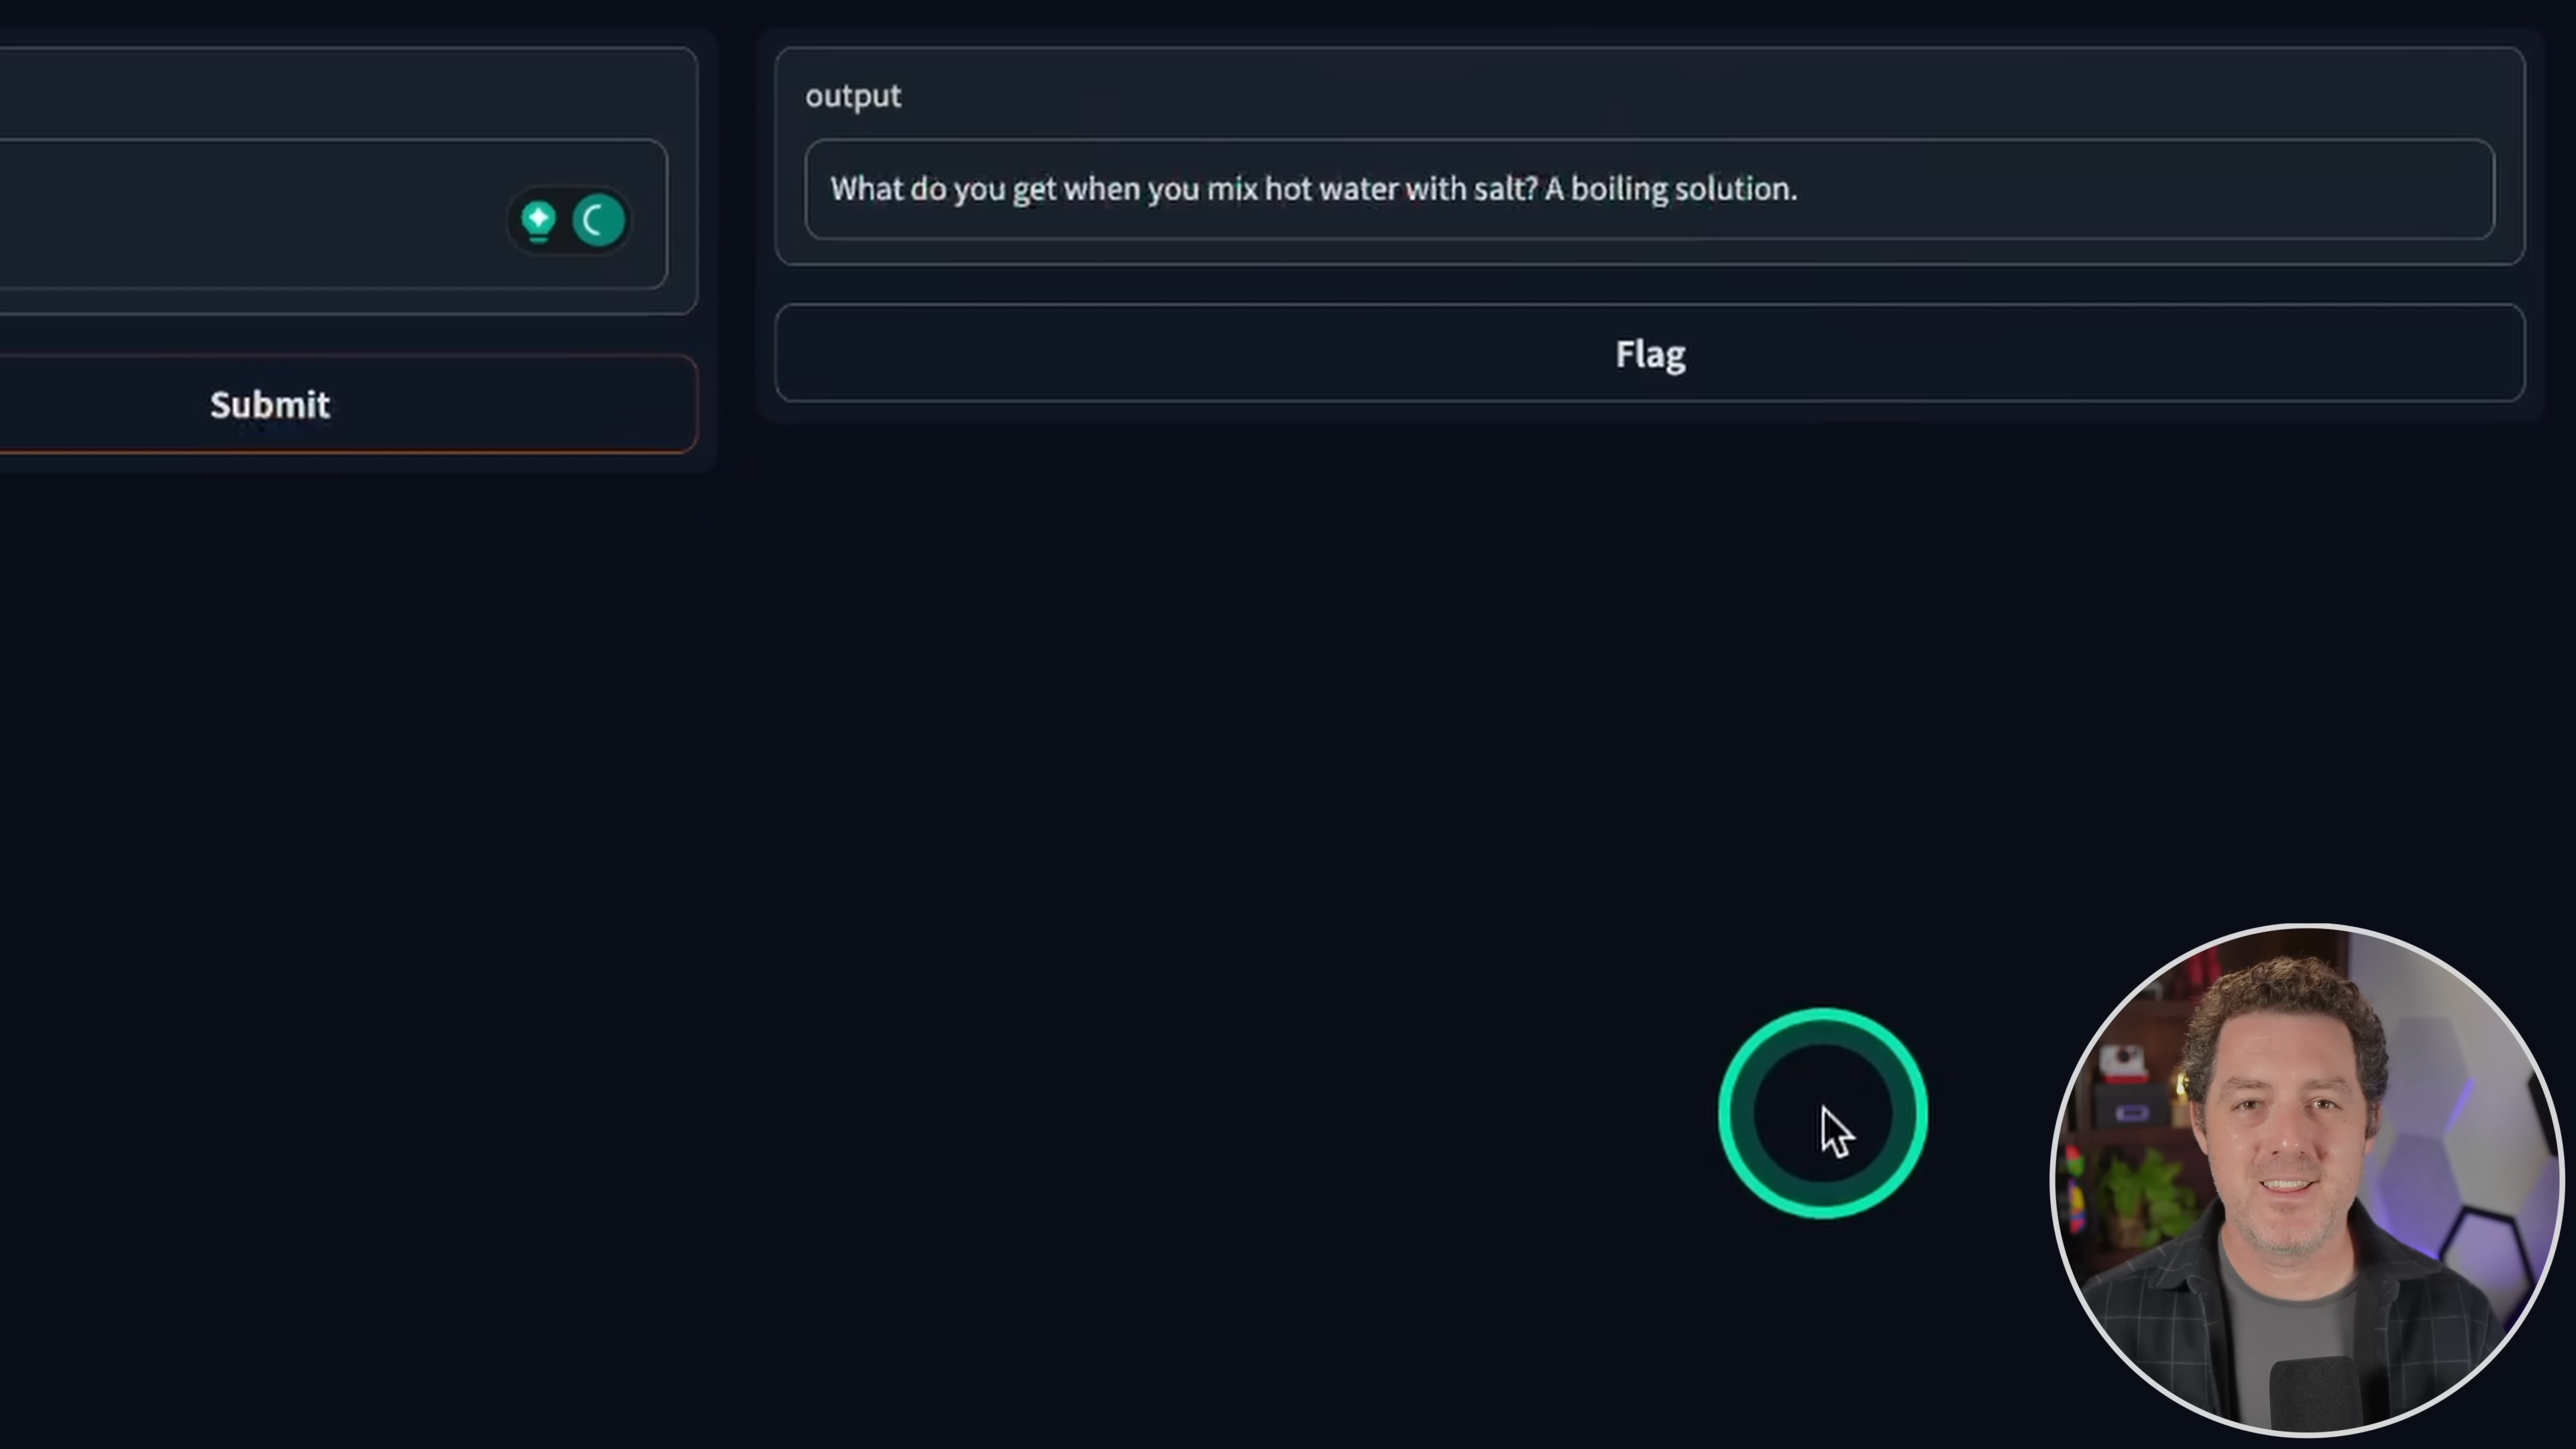 output
What do you get when you mix hot water with salt? A boiling solution.
Flag
Submit